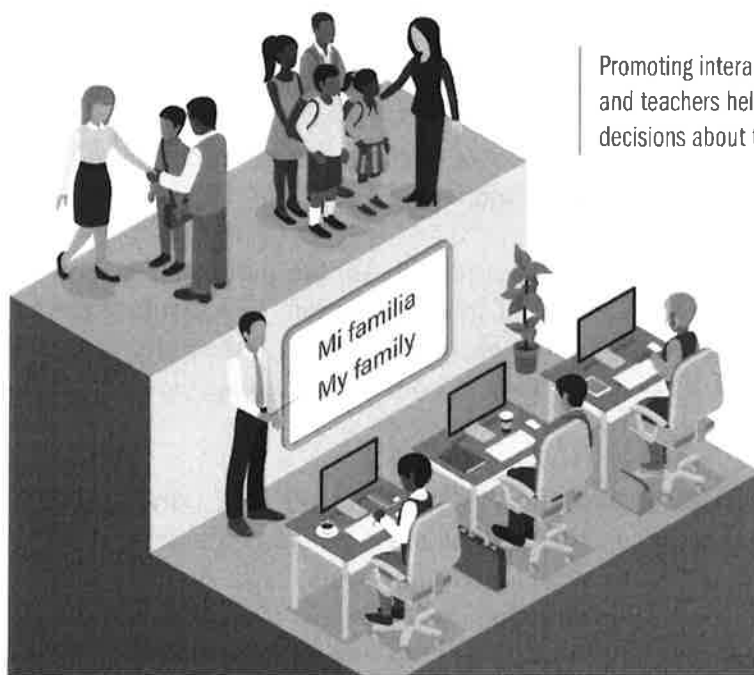 Promoting intera
and teachers hel
decisions about t
Mi familia
My family